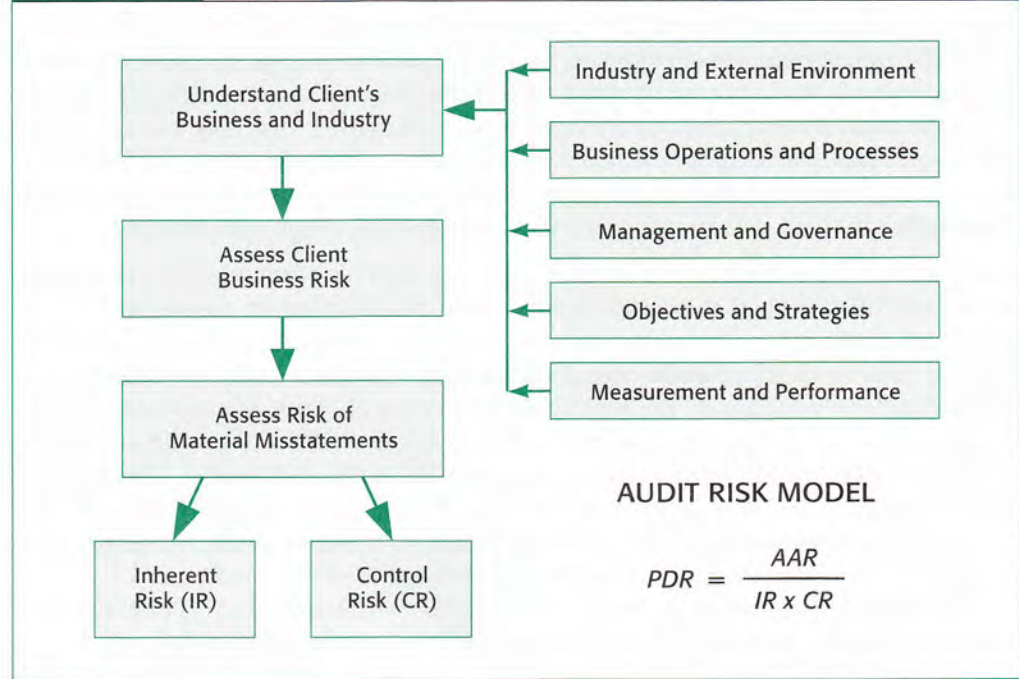 Understand Client's
Business and Industry
Assess Client
Business Risk
Assess Risk of
Material Misstatements
Inherent
Risk (IR)
Control
Risk (CR)
Industry and External Environment
Business Operations and Processes
Management and Governance
Objectives and Strategies
Measurement and Performance
AUDIT RISK MODEL
PDR = AAR
IR x CR